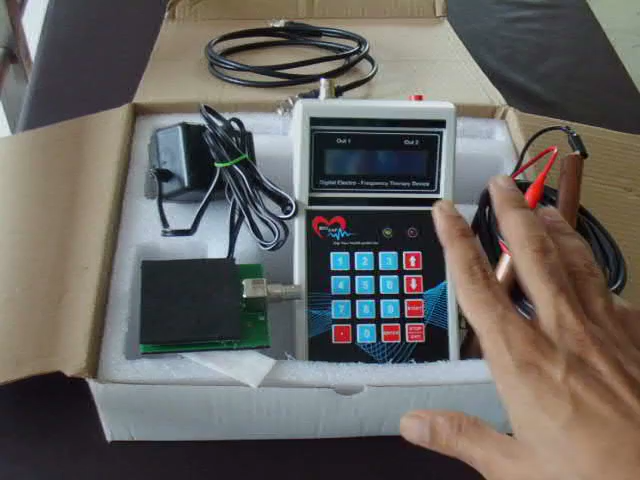 Out 1 Out 2
Digital Electro - Frequency Therapy Device
1 2 3
4 5 6
7 8 9
. 0 ENTER STOP
START